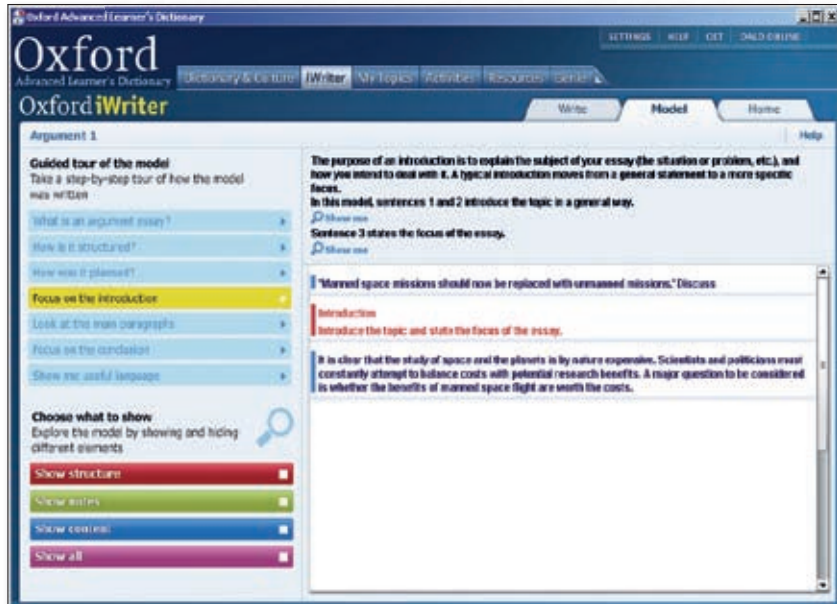 Oxford Advanced Learner's Dictionary
SETTINGS HELP EXIT OALD ONLINE
Oxford
Advanced Learner's Dictionary
Dictionary & Culture iWriter My Topics Activities Resources Genie
Oxford iWriter
Write Model Home
Argument 1
Help
Guided tour of the model
Take a step-by-step tour of how the model
was written
What is an argument essay?
How is it structured?
How was it planned?
Focus on the introduction
Look at the main paragraphs
Focus on the conclusion
Show me useful language
Choose what to show
Explore the model by showing and hiding
different elements
Show structure
Show notes
Show content
Show all
The purpose of an introduction is to explain the subject of your essay (the situation or problem, etc.), and
how you intend to deal with it. A typical introduction moves from a general statement to a more specific
focus.
In this model, sentences 1 and 2 introduce the topic in a general way.
Show me
Sentence 3 states the focus of the essay.
Show me
"Manned space missions should now be replaced with unmanned missions." Discuss
Introduction
Introduce the topic and state the focus of the essay.
It is clear that the study of space and the planets is by nature expensive. Scientists and politicians must
constantly attempt to balance costs with potential research benefits. A major question to be considered
is whether the benefits of manned space flight are worth the costs.